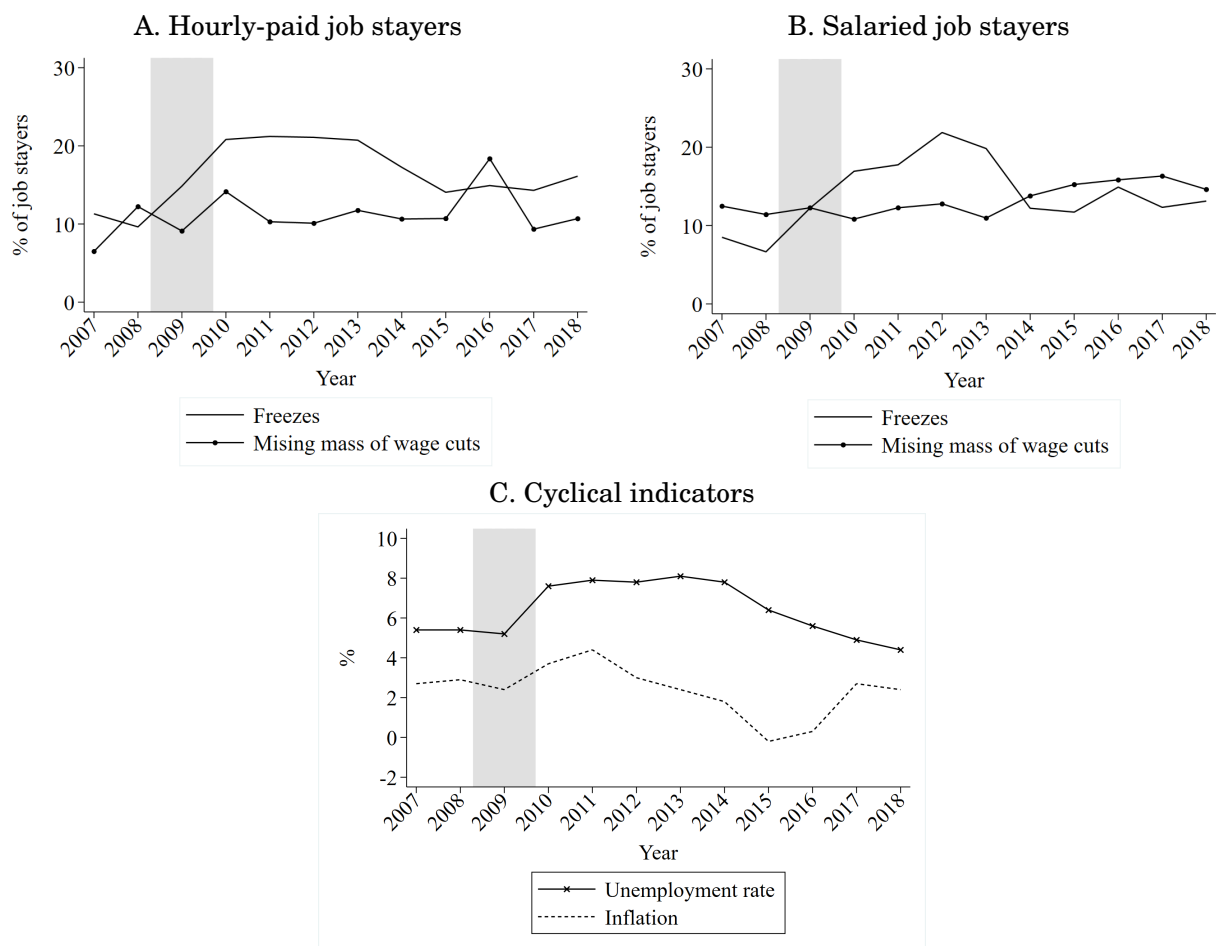 A. Hourly-paid job stayers
% of job stayers
30
20
10
0
2007 2008 2009 2010 2011 2012 2013 2014 2015 2016 2017 2018
Year
Freezes
Mising mass of wage cuts
B. Salaried job stayers
% of job stayers
30
20
10
0
2007 2008 2009 2010 2011 2012 2013 2014 2015 2016 2017 2018
Year
Freezes
Mising mass of wage cuts
C. Cyclical indicators
%
10
8
6
4
2
0
-2
2007 2008 2009 2010 2011 2012 2013 2014 2015 2016 2017 2018
Year
Unemployment rate
Inflation